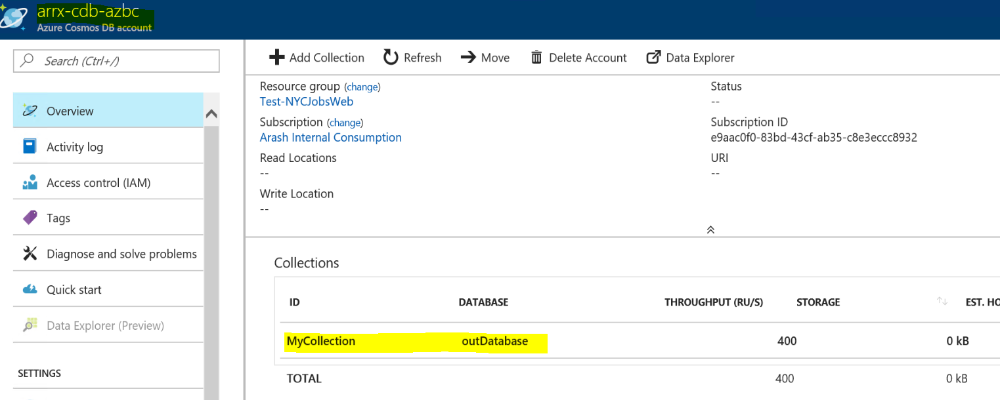 arrx-cdb-azbc
Azure Cosmos DB account
Search (Ctrl+/)
Overview
Activity log
Access control (IAM)
Tags
Diagnose and solve problems
Quick start
Data Explorer (Preview)
SETTINGS
Add Collection Refresh Move Delete Account Data Explorer
Resource group (change) Status
Test-NYCJobsWeb --
Subscription (change) Subscription ID
Arash Internal Consumption e9aac0f0-83bd-43cf-ab35-c8e3eccc8932
Read Locations URI
-- --
Write Location
--
Collections
ID DATABASE THROUGHPUT (RU/S) STORAGE EST. HO
MyCollection outDatabase 400 0 kB
TOTAL 400 0 kB